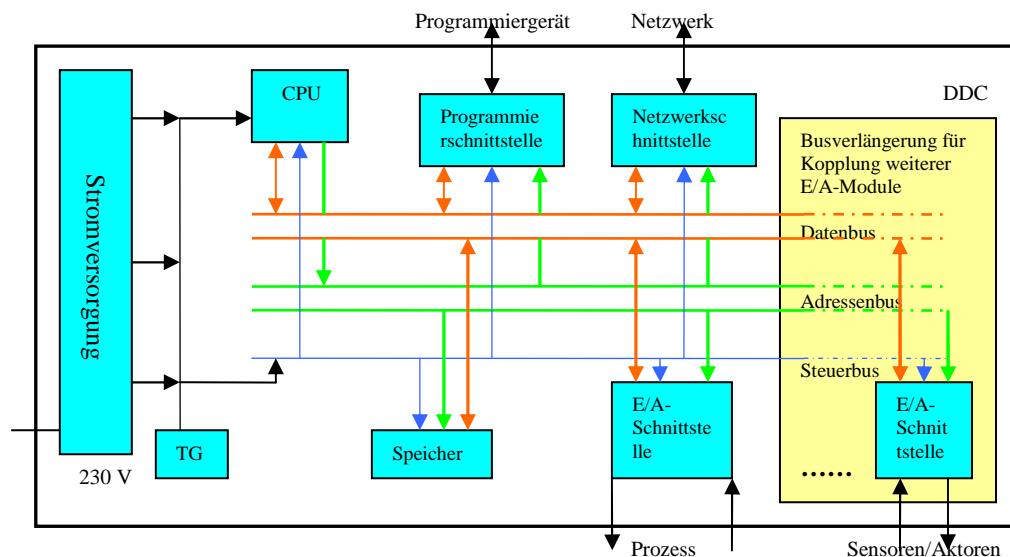 Programmiergerät
Netzwerk
DDC
CPU
Programmie
rschnittstelle
Netzwerksc
hnittstelle
Busverlängerung für
Kopplung weiterer
E/A-Module
Stromversorgung
Datenbus
Adressenbus
Steuerbus
TG
Speicher
E/A-
Schnittste
lle
E/A-
Schnit
tstelle
......
230 V
Prozess
Sensoren/Aktoren